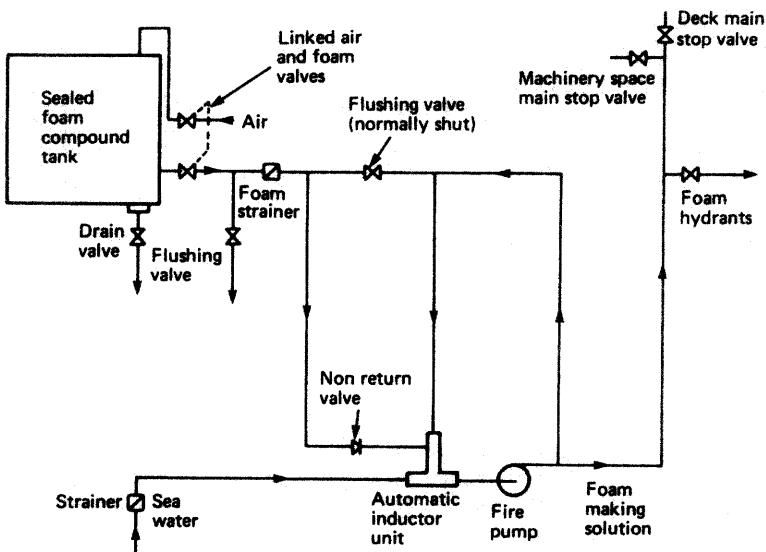 Deck main
stop valve
Linked air
and foam
valves
Machinery space
main stop valve
Sealed
foam
compound
tank
Flushing valve
(normally shut)
Air
Foam
strainer
Foam
hydrants
Drain
valve
Flushing
valve
Non return
valve
Strainer
Sea
water
Automatic
inductor
unit
Fire
pump
Foam
making
solution